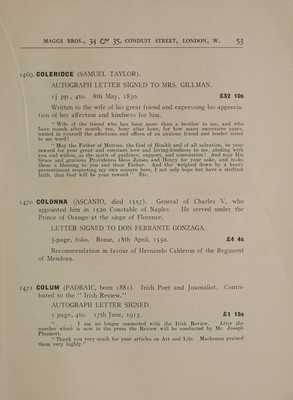 MAGGS BROS., 34 & 35, CONDUIT STREET, LONDON, W. 53
1469 COLERIDGE (SAMUEL TAYLOR).
AUTOGRAPH LETTER SIGNED TO MRS. GILLMAN.
1½ pp., 4to. 8th May, 1830. £52 10s
Written to the wife of his great friend and expressing his apprecia-
tion of her affection and kindness for him.
"Wife of the friend who has been more than a brother to me, and who
have month after month, yea, hour after hour, for how many successive years,
united in yourself the affections and offices of an anxious friend and tender sister
to me ward!
"May the Father of Mercies, the God of Health and of all salvation, be your
reward for your great and constant love and loving-kindness to me, abiding with
you and within, as the spirit of guidance, support, and consolation! And may His
future and gracious Providence bless James and Henry for your sake, and make
them a blessing to you and their Father. And tho' weighed down by a heavy
presentiment respecting my own sojourn here, I not only hope but have a steadfast
faith, that God will be your reward." Etc.
1470 COLONNA (ASCANIO, died 1557). General of Charles V, who
appointed him in 1520 Constable of Naples. He served under the
Prince of Orange at the siege of Florence.
LETTER SIGNED TO DON FERRANTE GONZAGA.
½-page, folio. Rome, 18th April, 1550. £4 4s
Recommendation in favour of Hernando Calderon of the Regiment
of Mendoza.
1471 COLUM (PADRAIC, born 1881). Irish Poet and Journalist. Contri-
buted to the "Irish Review."
AUTOGRAPH LETTER SIGNED.
1 page, 4to. 17th June, 1913. £1 15s
". . . I am no longer connected with the Irish Review. After the
number which is now in the press the Review will be conducted by Mr. Joseph
Plunkett.
"Thank you very much for your articles on Art and Life. Mackenna praised
them very highly."